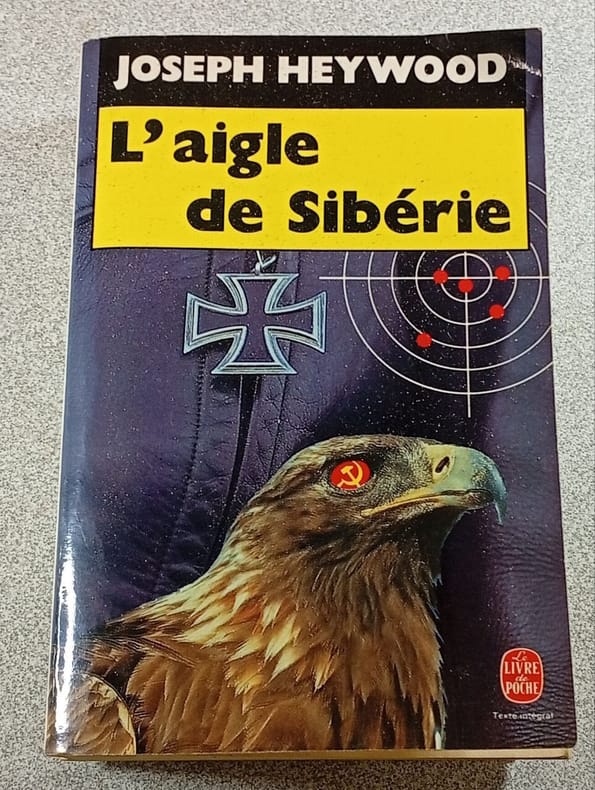 JOSEPH HEYWOOD
L'aigle
de Sibérie
Le
LIVRE
de
POCHE
Texte intégral